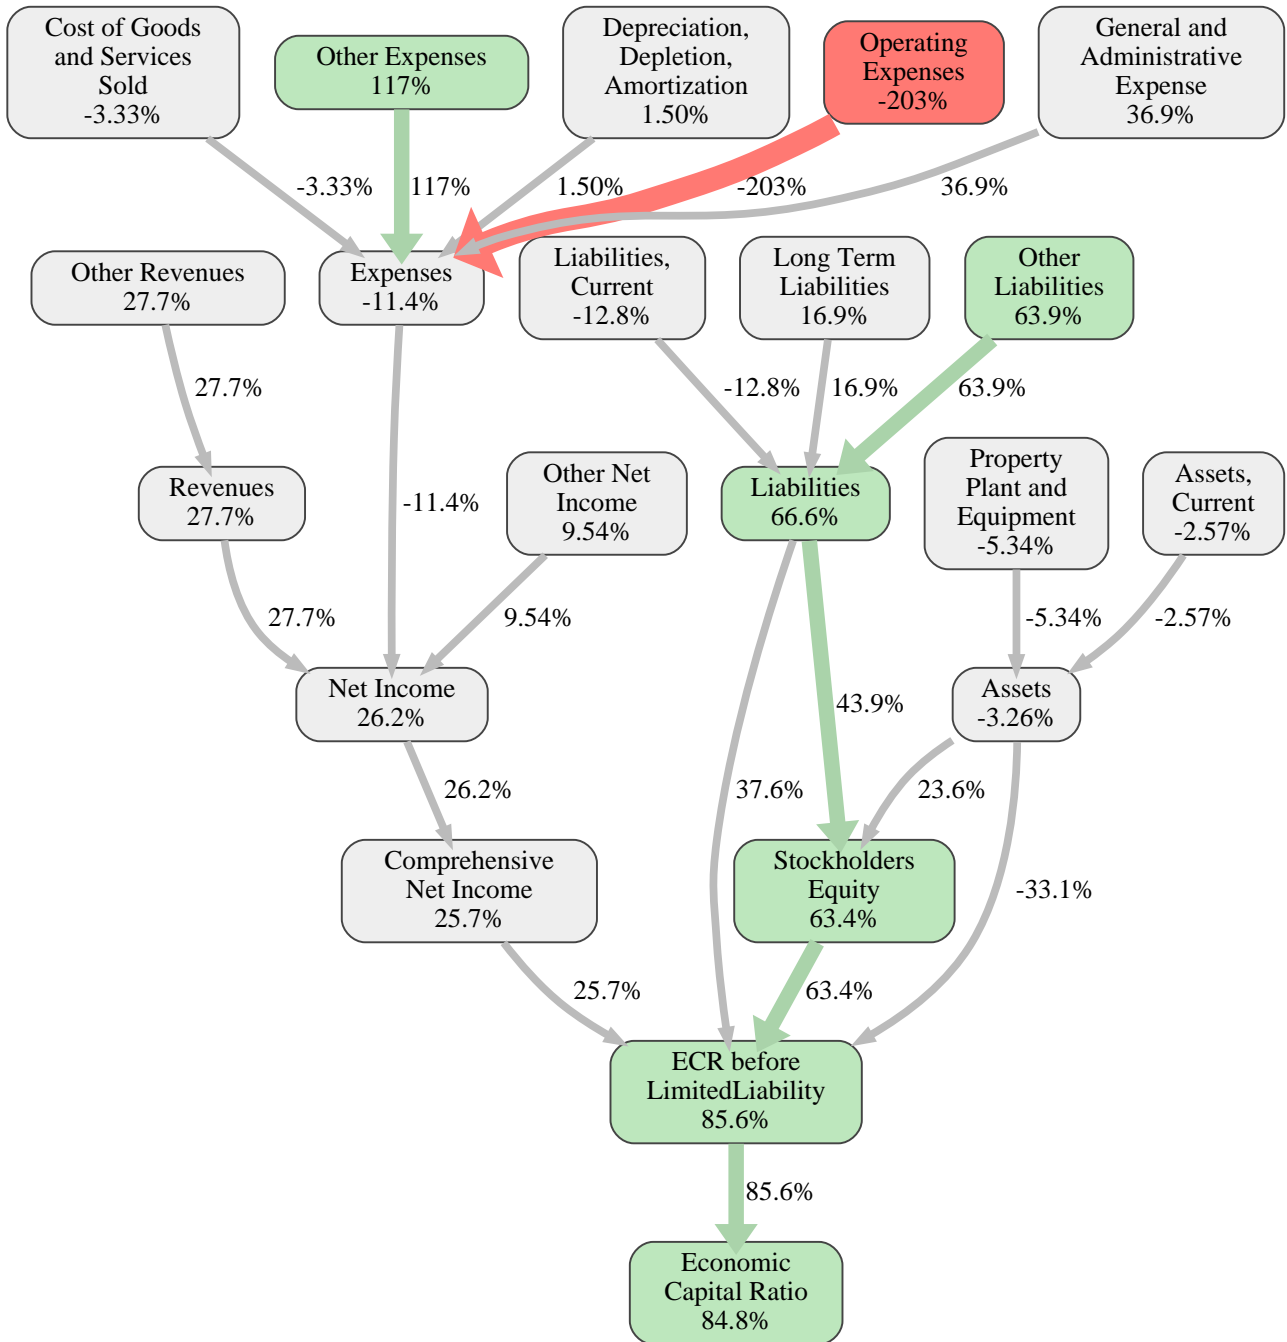 Cost of Goods
and Services
Sold
-3.33%
Other Expenses
117%
Depreciation,
Depletion,
Amortization
1.50%
Operating
Expenses
-203%
General and
Administrative
Expense
36.9%
-3.33%
117%
1.50%
-203%
36.9%
Other Revenues
27.7%
Expenses
-11.4%
Liabilities,
Current
-12.8%
Long Term
Liabilities
16.9%
Other
Liabilities
63.9%
27.7%
-12.8%
16.9%
63.9%
Revenues
27.7%
-11.4%
Other Net
Income
9.54%
Liabilities
66.6%
Property
Plant and
Equipment
-5.34%
Assets,
Current
-2.57%
27.7%
9.54%
-5.34%
-2.57%
Net Income
26.2%
43.9%
Assets
-3.26%
26.2%
37.6%
23.6%
Comprehensive
Net Income
25.7%
Stockholders
Equity
63.4%
-33.1%
25.7%
63.4%
ECR before
LimitedLiability
85.6%
85.6%
Economic
Capital Ratio
84.8%